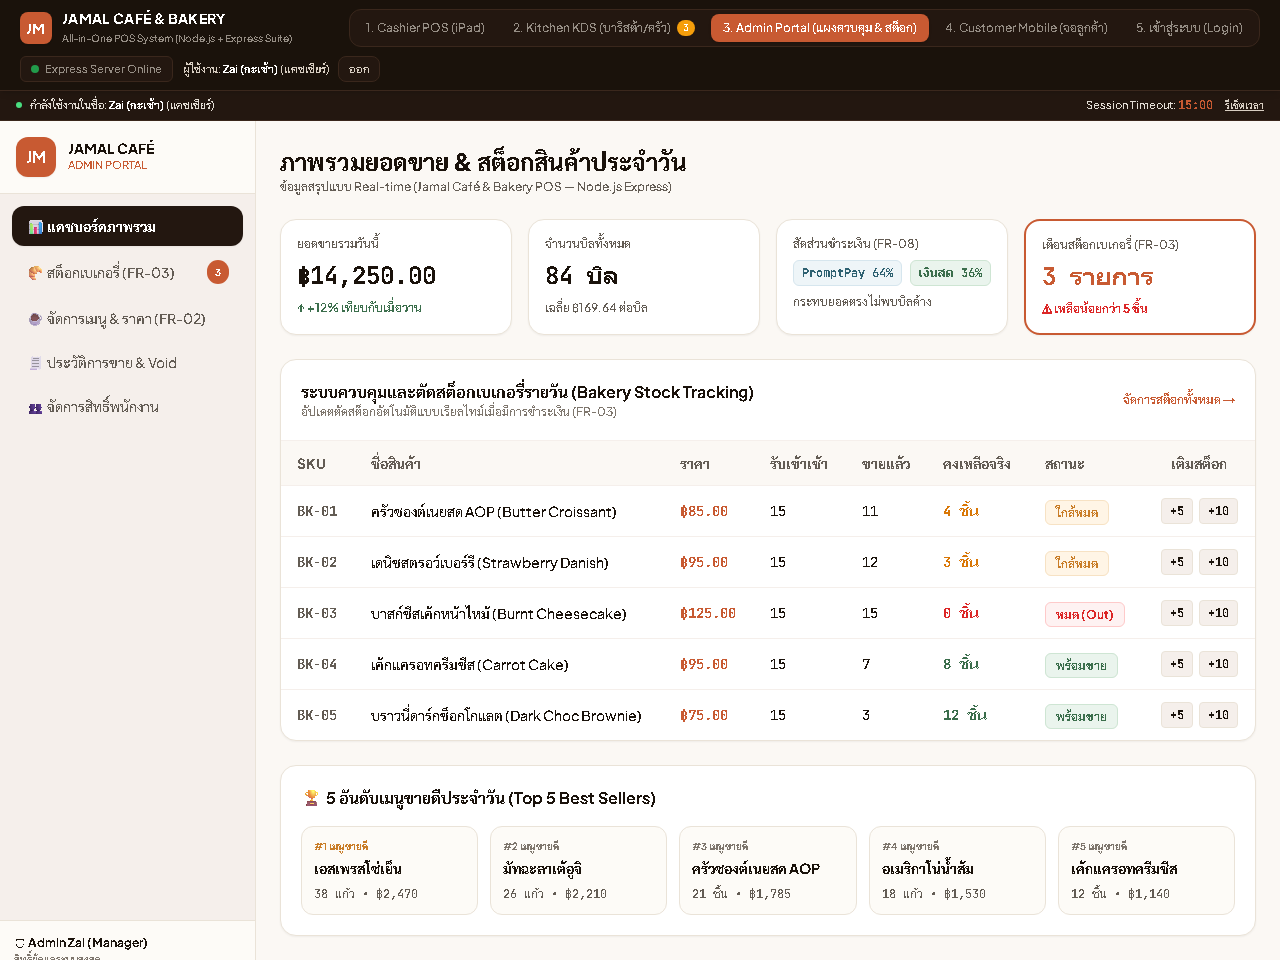 JM
JAMAL CAFÉ & BAKERY
All-in-One POS System (Node.js + Express Suite)
1. Cashier POS (iPad)
2. Kitchen KDS (บาริสต้า/ครัว) 3
3. Admin Portal (แผงควบคุม & สต็อก)
4. Customer Mobile (จอลูกค้า)
5. เข้าสู่ระบบ (Login)
Express Server Online
ผู้ใช้งาน: Zai (กะเช้า) (แคชเชียร์)
ออก
กำลังใช้งานในชื่อ: Zai (กะเช้า) (แคชเชียร์)
Session Timeout: 15:00 รีเซ็ตเวลา
JM
JAMAL CAFÉ
ADMIN PORTAL
📊 แดชบอร์ดภาพรวม
🥐 สต็อกเบเกอรี่ (FR-03) 3
จัดการเมนู & ราคา (FR-02)
ประวัติการขาย & Void
👥 จัดการสิทธิ์พนักงาน
Admin Zai (Manager)
ภาพรวมยอดขาย & สต็อกสินค้าประจำวัน
ข้อมูลสรุปแบบ Real-time (Jamal Café & Bakery POS — Node.js Express)
ยอดขายรวมวันนี้
฿14,250.00
↑ +12% เทียบกับเมื่อวาน
จำนวนบิลทั้งหมด
84 บิล
เฉลี่ย ฿169.64 ต่อบิล
สัดส่วนชำระเงิน (FR-08)
PromptPay 64% เงินสด 36%
กระทบยอดตรง ไม่พบบิลค้าง
เตือนสต็อกเบเกอรี่ (FR-03)
3 รายการ
⚠ เหลือน้อยกว่า 5 ชิ้น
ระบบควบคุมและตัดสต็อกเบเกอรี่รายวัน (Bakery Stock Tracking)
อัปเดตตัดสต็อกอัตโนมัติแบบเรียลไทม์เมื่อมีการชำระเงิน (FR-03)
จัดการสต็อกทั้งหมด →
SKU ชื่อสินค้า ราคา รับเข้าเช้า ขายแล้ว คงเหลือจริง สถานะ เติมสต็อก
BK-01 ครัวซองต์เนยสด AOP (Butter Croissant) ฿85.00 15 11 4 ชิ้น ใกล้หมด +5 +10
BK-02 เดนิชสตรอว์เบอร์รี (Strawberry Danish) ฿95.00 15 12 3 ชิ้น ใกล้หมด +5 +10
BK-03 บาสก์ชีสเค้กหน้าไหม้ (Burnt Cheesecake) ฿125.00 15 15 0 ชิ้น หมด (Out) +5 +10
BK-04 เค้กแครอทครีมชีส (Carrot Cake) ฿95.00 15 7 8 ชิ้น พร้อมขาย +5 +10
BK-05 บราวนี่ดาร์กช็อกโกแลต (Dark Choc Brownie) ฿75.00 15 3 12 ชิ้น พร้อมขาย +5 +10
🏆 5 อันดับเมนูขายดีประจำวัน (Top 5 Best Sellers)
#1 เมนูขายดี
เอสเพรสโซ่เย็น
38 แก้ว • ฿2,470
#2 เมนูขายดี
มัทฉะลาเต้อูจิ
26 แก้ว • ฿2,210
#3 เมนูขายดี
ครัวซองต์เนยสด AOP
21 ชิ้น • ฿1,785
#4 เมนูขายดี
อเมริกาโน่น้ำส้ม
18 แก้ว • ฿1,530
#5 เมนูขายดี
เค้กแครอทครีมชีส
12 ชิ้น • ฿1,140